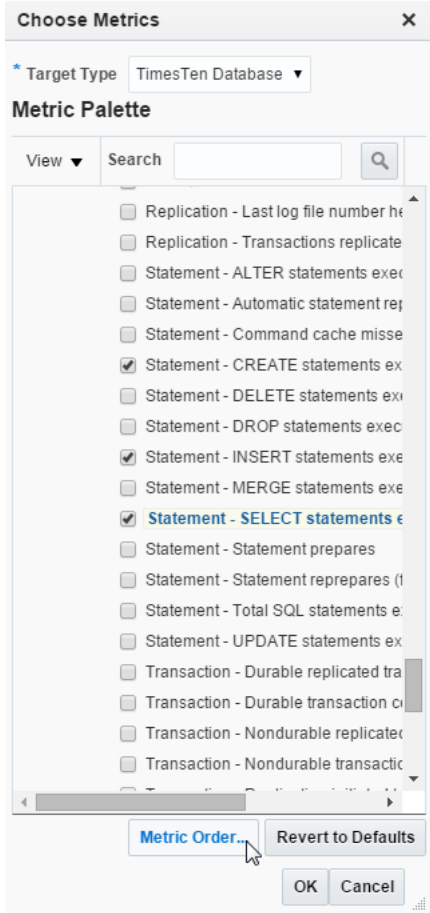 Choose Metrics
* Target Type TimesTen Database
Metric Palette
View Search
Replication - Last log file number he
Replication - Transactions replicate
Statement - ALTER statements exec
Statement - Automatic statement rep
Statement - Command cache misse
Statement - CREATE statements ex
Statement - DELETE statements exe
Statement - DROP statements exec
Statement - INSERT statements exe
Statement - MERGE statements exe
Statement - SELECT statements e
Statement - Statement prepares
Statement - Statement reprepares (f
Statement - Total SQL statements e
Statement - UPDATE statements ex
Transaction - Durable replicated tra
Transaction - Durable transaction c
Transaction - Nondurable replicated
Transaction - Nondurable transactio
Metric Order... Revert to Defaults
OK Cancel